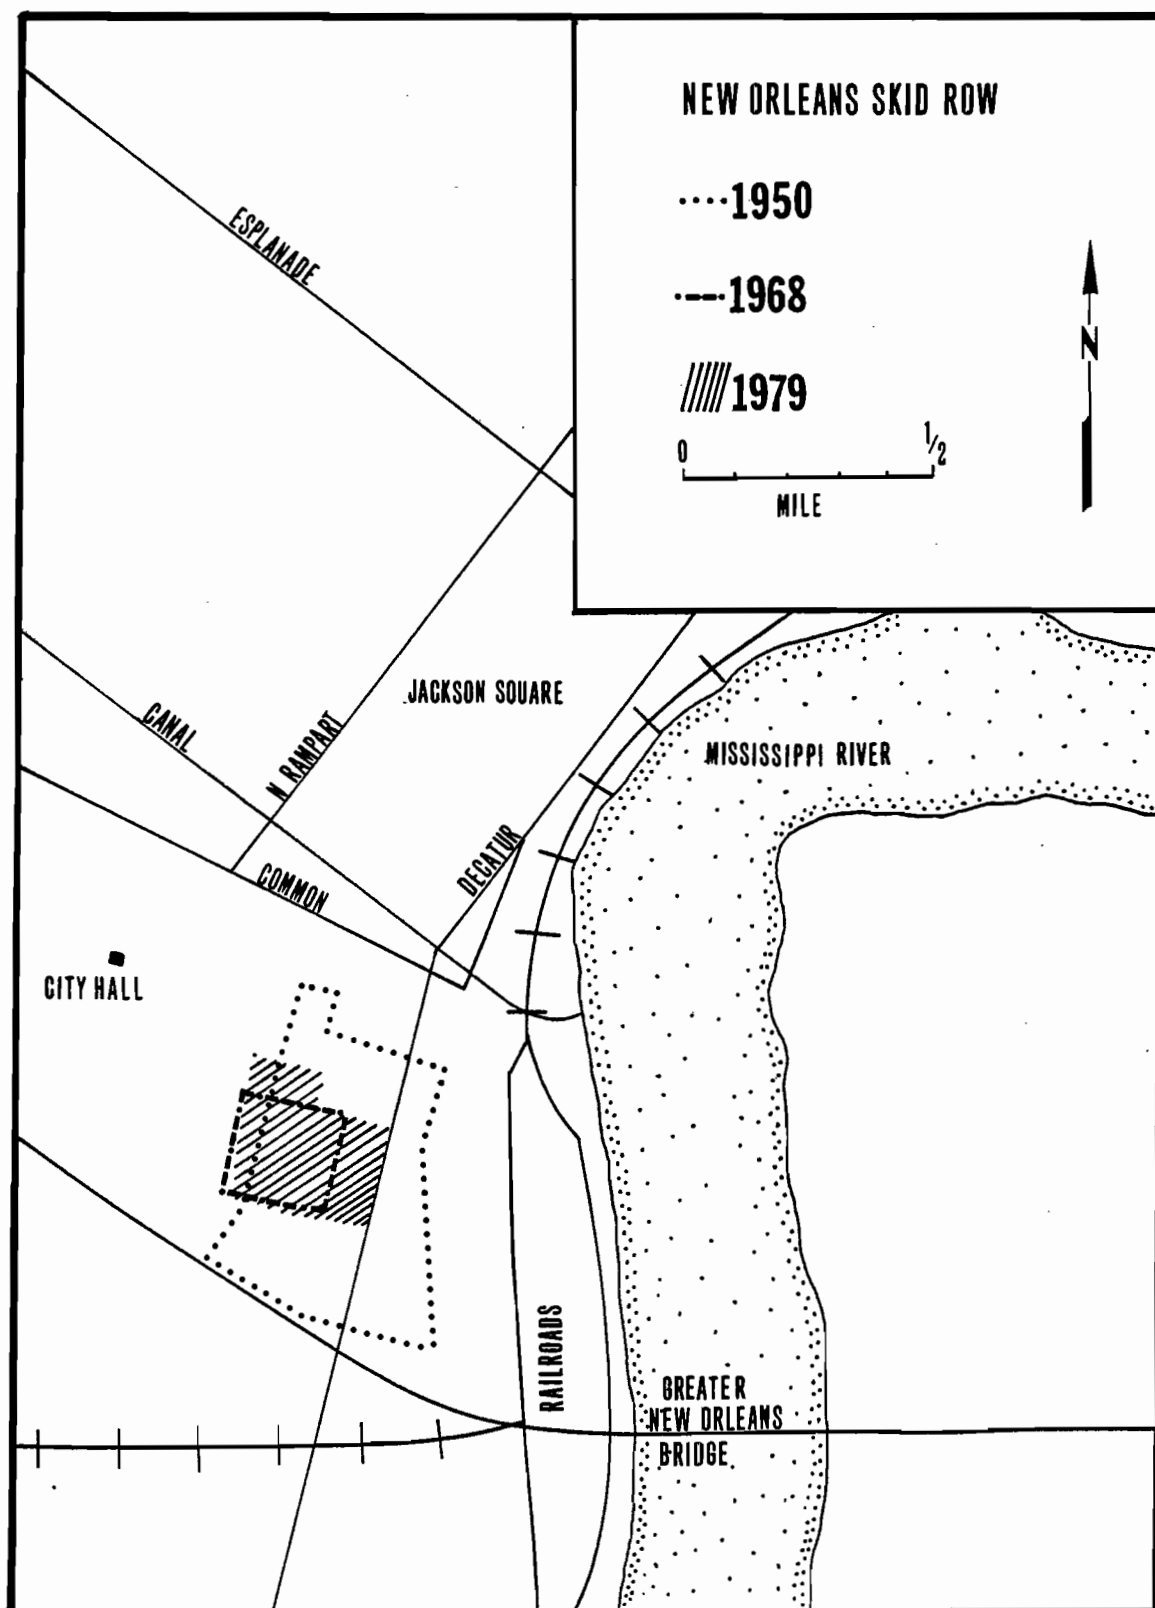 NEW ORLEANS SKID ROW
1950
1968
1979
0
1/2
MILE
N
ESPLANADE
JACKSON SQUARE
CANAL
N RAMPART
MISSISSIPPI RIVER
DECATUR
COMMON
CITY HALL
RAILROADS
GREATER
NEW ORLEANS
BRIDGE